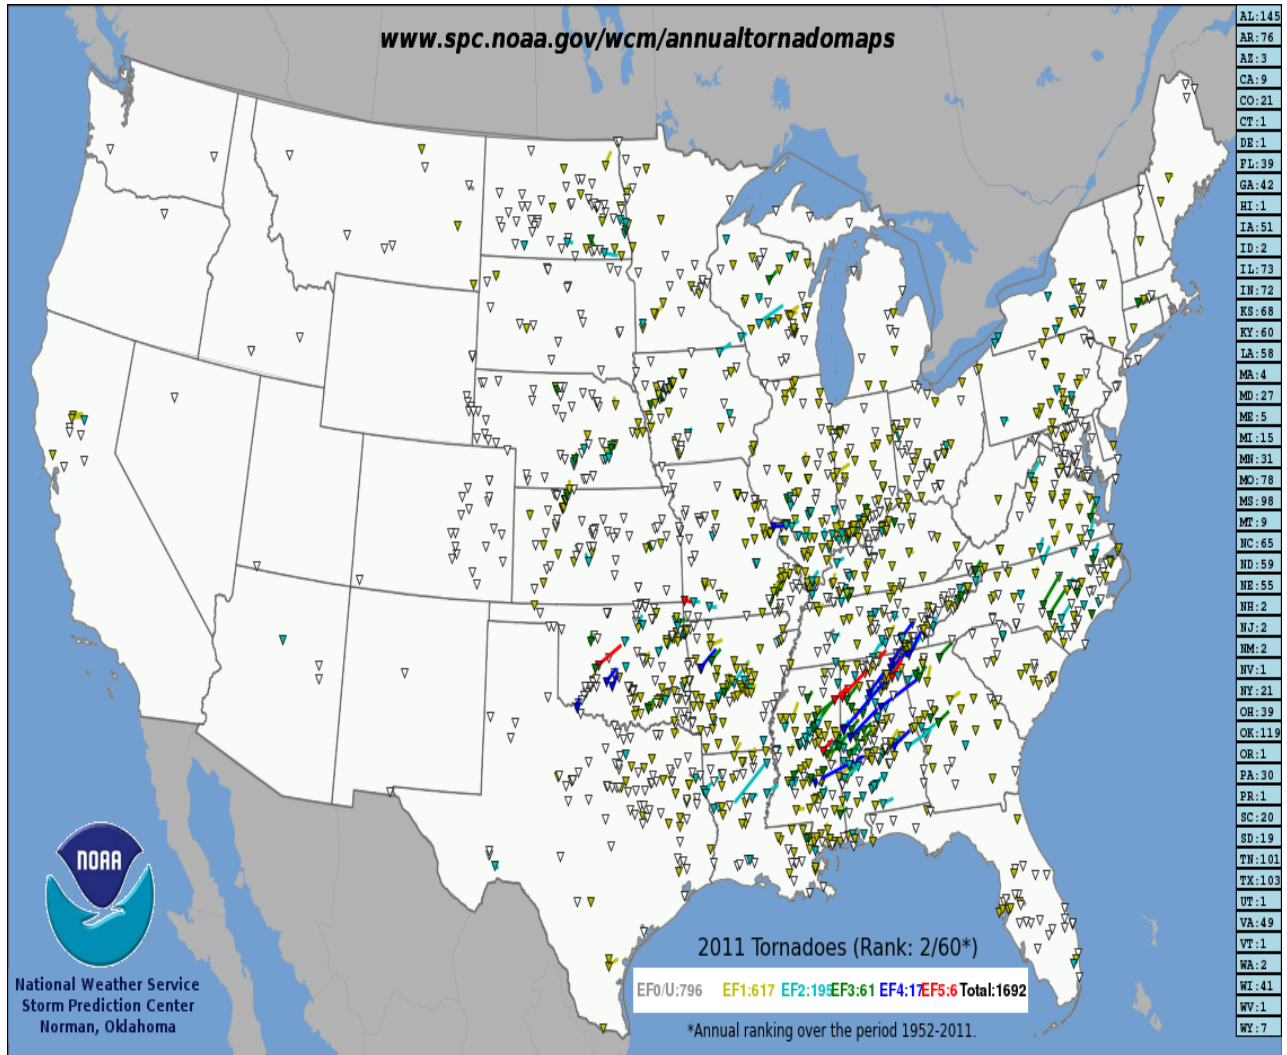 www.spc.noaa.gov/wcm/annualtornadomaps
AL:145
AR:76
AZ:3
CA:9
CO:21
CT:1
DE:1
FL:39
GA:42
HI:1
IA:51
ID:2
IL:73
IN:72
KS:68
KY:60
LA:58
MA:4
MD:27
ME:5
MI:15
MN:31
MO:78
MS:98
MT:9
NC:65
ND:59
NE:55
NH:2
NJ:2
NM:2
NV:1
NY:21
OH:39
OK:119
OR:1
PA:30
PR:1
SC:20
SD:19
TN:101
TX:103
UT:1
VA:49
VT:1
WA:2
WI:41
WV:1
WY:7
NOAA
National Weather Service
Storm Prediction Center
Norman, Oklahoma
2011 Tornadoes (Rank: 2/60*)
EF0/U:796 EF1:617 EF2:195 EF3:61 EF4:17 EF5:6 Total:1692
*Annual ranking over the period 1952-2011.